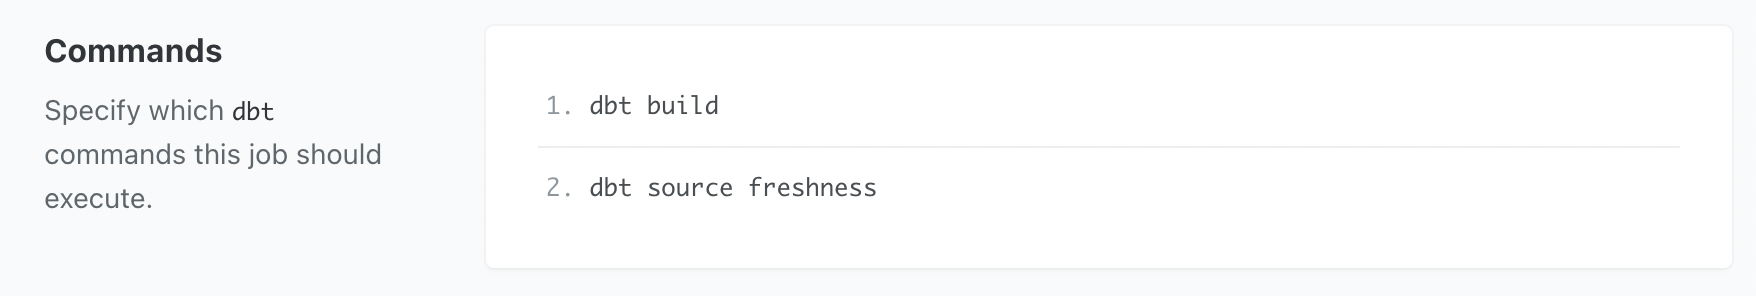 Commands
Specify which dbt
commands this job should
execute.
1. dbt build
2. dbt source freshness